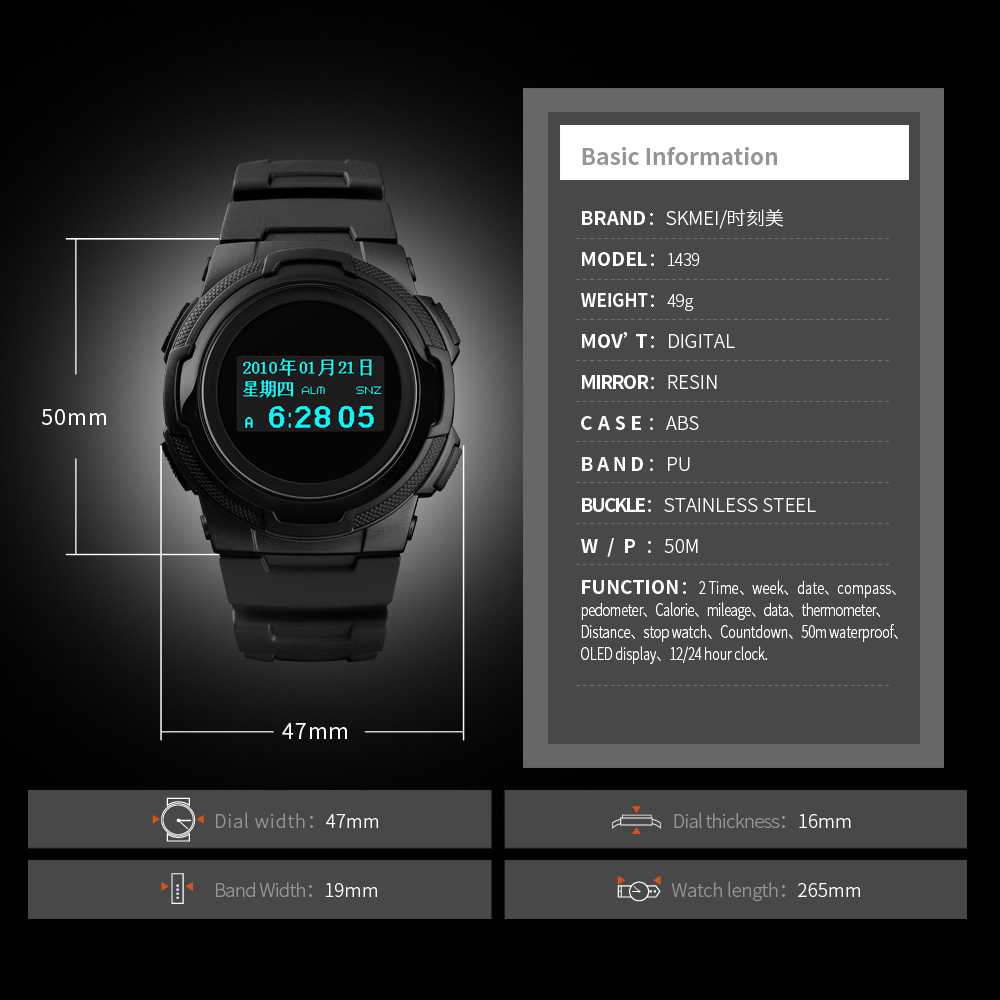 Basic Information
BRAND: SKMEI/时刻美
MODEL: 1439
WEIGHT: 49g
MOV’ T: DIGITAL
MIRROR: RESIN
CASE: ABS
BAND: PU
BUCKLE: STAINLESS STEEL
W / P : 50M
FUNCTION: 2 Time、week、date、compass、
pedometer、Calorie、mileage、data、thermometer、
Distance、stop watch、Countdown、50m waterproof、
OLED display、12/24 hour clock.
2010年01月21日
星期四 ALM SNZ
A 6:28 05
50mm
47mm
Dial width: 47mm
Dial thickness: 16mm
Band Width: 19mm
Watch length: 265mm